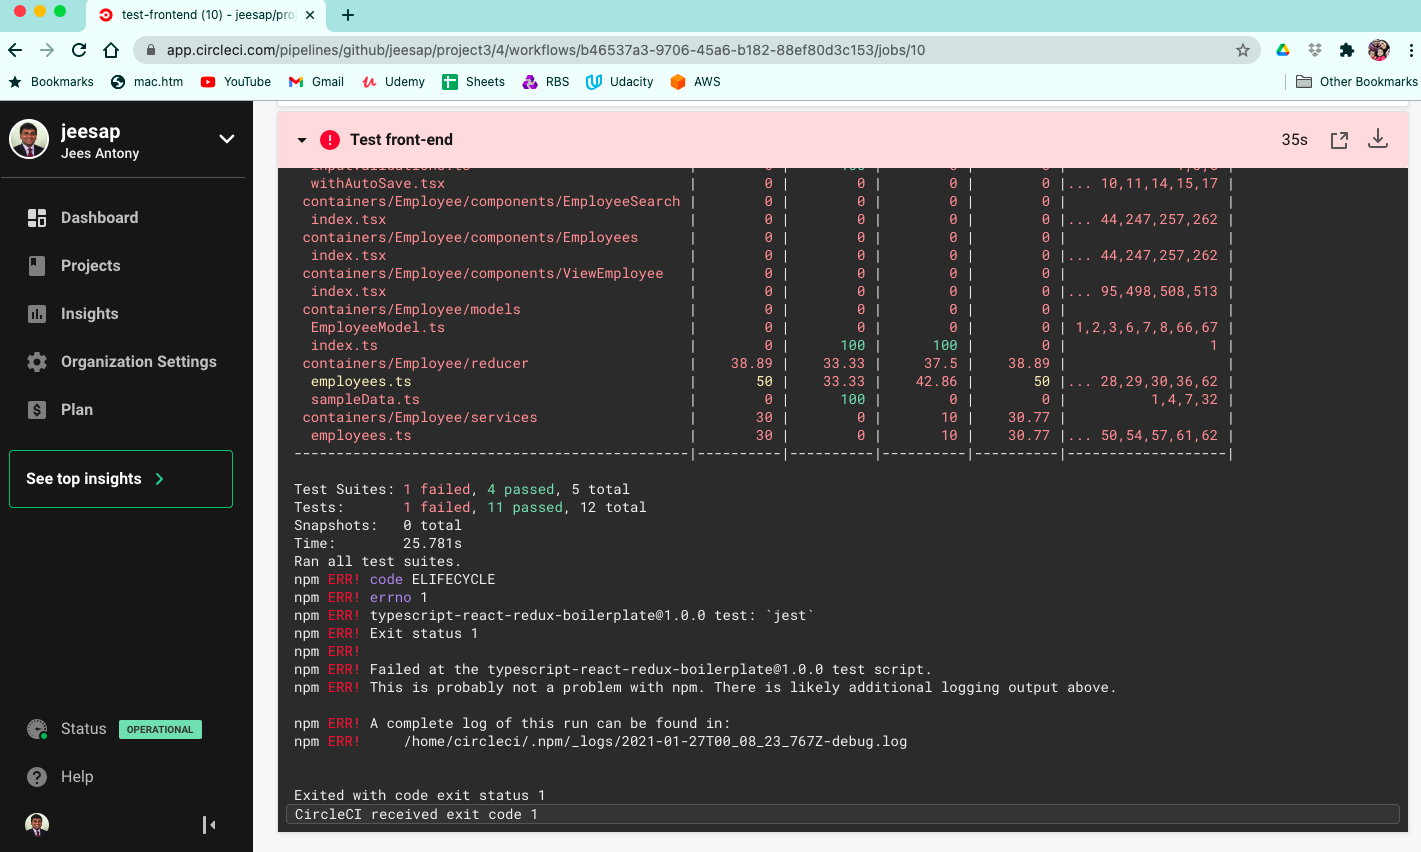 test-frontend (10) - jeesap/proj
app.circleci.com/pipelines/github/jeesap/project3/4/workflows/b46537a3-9706-45a6-b182-88ef80d3c153/jobs/10
Bookmarks mac.htm YouTube Gmail Udemy Sheets RBS Udacity AWS Other Bookmarks
jeesap
Jees Antony
Dashboard
Projects
Insights
Organization Settings
Plan
See top insights
Status OPERATIONAL
Help
Test front-end 35s
withAutoSave.tsx | 0 | 0 | 0 | 0 |... 10,11,14,15,17 |
containers/Employee/components/EmployeeSearch | 0 | 0 | 0 | 0 | |
index.tsx | 0 | 0 | 0 | 0 |... 44,247,257,262 |
containers/Employee/components/Employees | 0 | 0 | 0 | 0 | |
index.tsx | 0 | 0 | 0 | 0 |... 44,247,257,262 |
containers/Employee/components/ViewEmployee | 0 | 0 | 0 | 0 | |
index.tsx | 0 | 0 | 0 | 0 |... 95,498,508,513 |
containers/Employee/models | 0 | 0 | 0 | 0 | |
EmployeeModel.ts | 0 | 0 | 0 | 0 | 1,2,3,6,7,8,66,67 |
index.ts | 0 | 100 | 100 | 0 | 1 |
containers/Employee/reducer | 38.89 | 33.33 | 37.5 | 38.89 | |
employees.ts | 50 | 33.33 | 42.86 | 50 |... 28,29,30,36,62 |
sampleData.ts | 0 | 100 | 0 | 0 | 1,4,7,32 |
containers/Employee/services | 30 | 0 | 10 | 30.77 | |
employees.ts | 30 | 0 | 10 | 30.77 |... 50,54,57,61,62 |
-----------------------------------------------|----------|----------|----------|----------|-------------------|
Test Suites: 1 failed, 4 passed, 5 total
Tests: 1 failed, 11 passed, 12 total
Snapshots: 0 total
Time: 25.781s
Ran all test suites.
npm ERR! code ELIFECYCLE
npm ERR! errno 1
npm ERR! typescript-react-redux-boilerplate@1.0.0 test: `jest`
npm ERR! Exit status 1
npm ERR!
npm ERR! Failed at the typescript-react-redux-boilerplate@1.0.0 test script.
npm ERR! This is probably not a problem with npm. There is likely additional logging output above.
npm ERR! A complete log of this run can be found in:
npm ERR! /home/circleci/.npm/_logs/2021-01-27T00_08_23_767Z-debug.log
Exited with code exit status 1
CircleCI received exit code 1